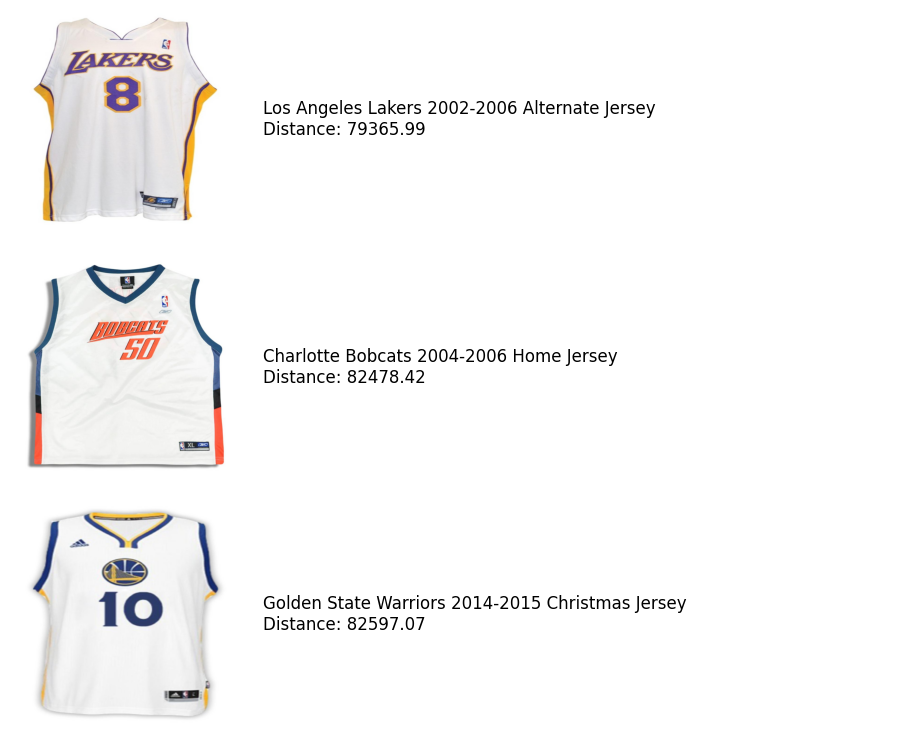 LAKERS
8
Los Angeles Lakers 2002-2006 Alternate Jersey
Distance: 79365.99
BOBCATS
50
XL
Charlotte Bobcats 2004-2006 Home Jersey
Distance: 82478.42
10
Golden State Warriors 2014-2015 Christmas Jersey
Distance: 82597.07